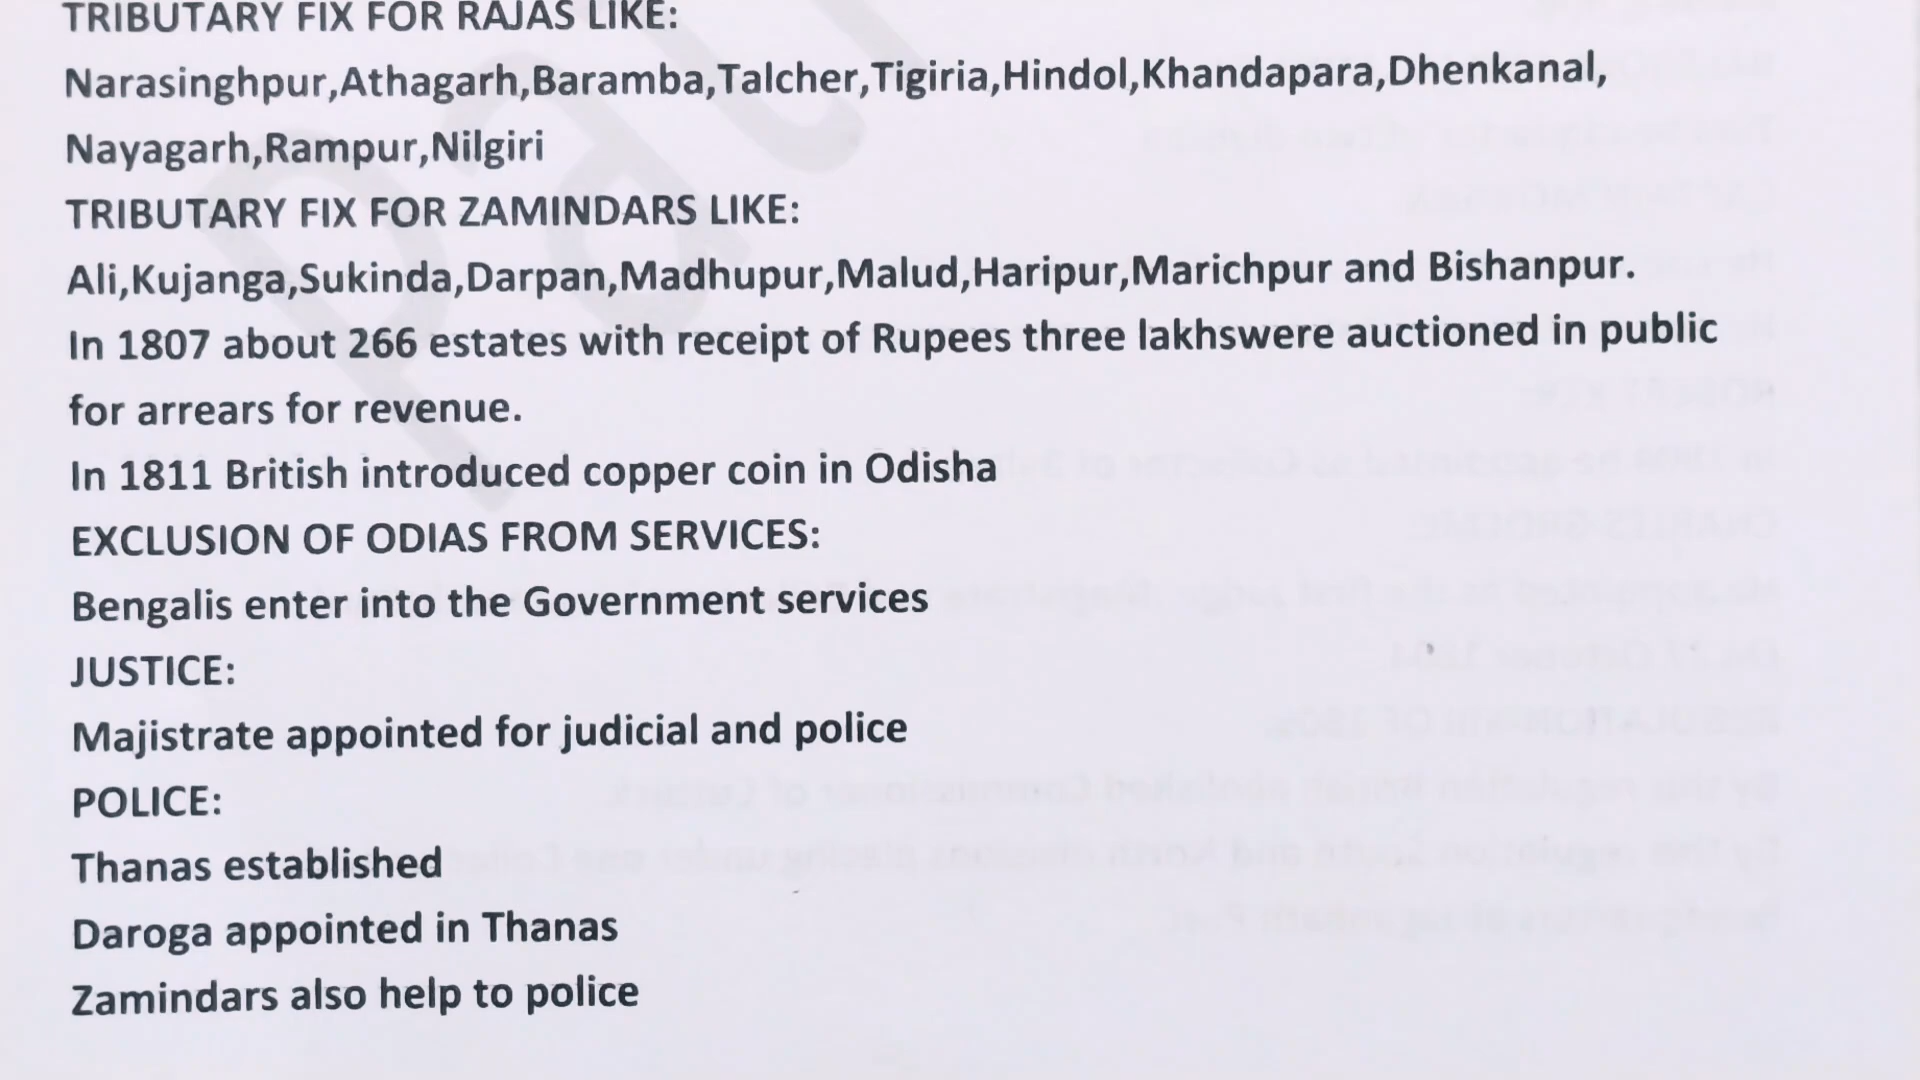 TRIBUTARY FIX FOR RAJAS LIKE:
Narasinghpur,Athagarh,Baramba,Talcher,Tigiria,Hindol,Khandapara,Dhenkanal,
Nayagarh,Rampur,Nilgiri
TRIBUTARY FIX FOR ZAMINDARS LIKE:
Ali,Kujanga,Sukinda,Darpan,Madhupur,Malud,Haripur,Marichpur and Bishanpur.
In 1807 about 266 estates with receipt of Rupees three lakhswere auctioned in public
for arrears for revenue.
In 1811 British introduced copper coin in Odisha
EXCLUSION OF ODIAS FROM SERVICES:
Bengalis enter into the Government services
JUSTICE:
Majistrate appointed for judicial and police
POLICE:
Thanas established
Daroga appointed in Thanas
Zamindars also help to police